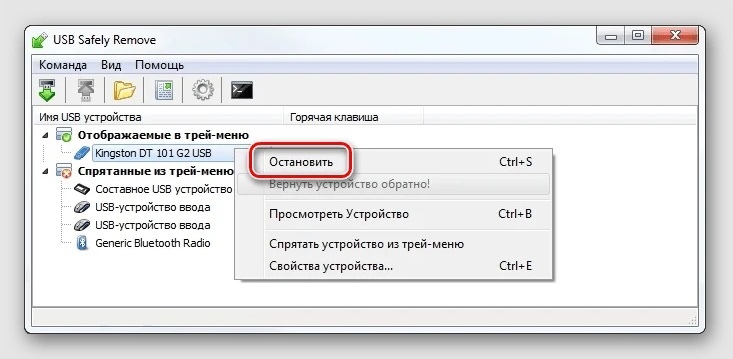 USB Safely Remove
Команда Вид Помощь
Имя USB устройства Горячая клавиша
Отображаемые в трей-меню
Kingston DT 101 G2 USB
Спрятанные из трей-меню
Составное USB устройство
USB-устройство ввода
USB-устройство ввода
Generic Bluetooth Radio
Остановить Ctrl+S
Вернуть устройство обратно!
Просмотреть Устройство Ctrl+B
Спрятать устройство из трей-меню
Свойства устройства... Ctrl+E